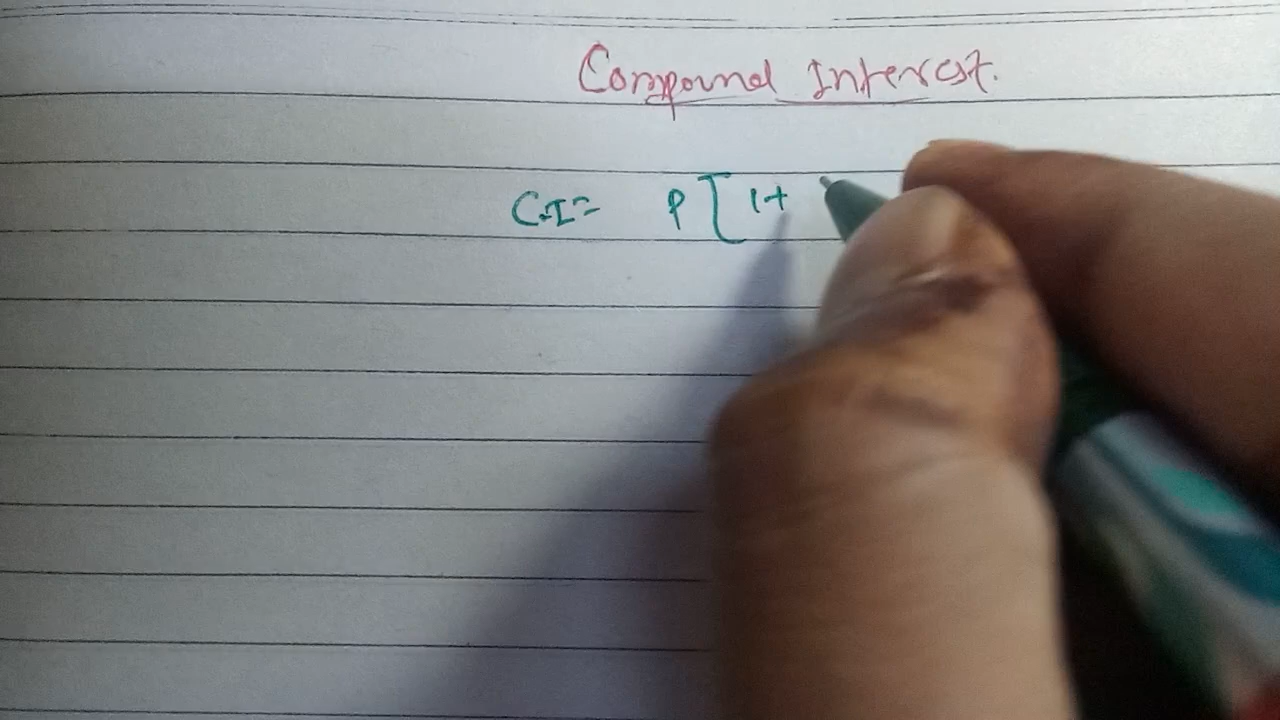 Compound Interest.
C.I= P[1+